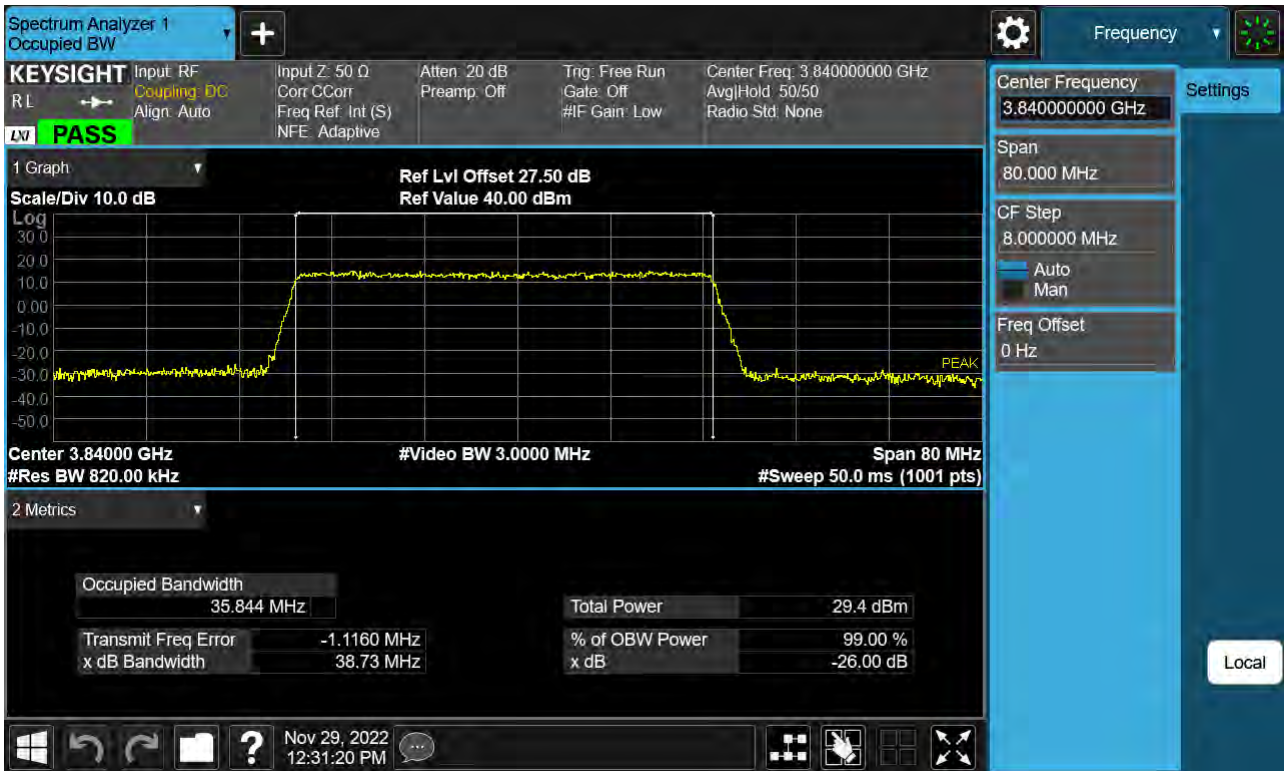 Spectrum Analyzer 1
Occupied BW
Frequency
KEYSIGHT
RL
LXI
PASS
Input: RF
Coupling: DC
Align: Auto
Input Z: 50 Ω
Corr CCorr
Freq Ref: Int (S)
NFE: Adaptive
Atten: 20 dB
Preamp: Off
Trig: Free Run
Gate: Off
#IF Gain: Low
Center Freq: 3.840000000 GHz
Avg|Hold: 50/50
Radio Std: None
Center Frequency
3.840000000 GHz
Settings
Span
80.000 MHz
CF Step
8.000000 MHz
Auto
Man
Freq Offset
0 Hz
Local
1 Graph
Scale/Div 10.0 dB
Ref Lvl Offset 27.50 dB
Ref Value 40.00 dBm
Log
30.0
20.0
10.0
0.00
-10.0
-20.0
-30.0
-40.0
-50.0
PEAK
Center 3.84000 GHz
#Video BW 3.0000 MHz
Span 80 MHz
#Res BW 820.00 kHz
#Sweep 50.0 ms (1001 pts)
2 Metrics
Occupied Bandwidth
35.844 MHz
Total Power 29.4 dBm
Transmit Freq Error -1.1160 MHz
% of OBW Power 99.00 %
x dB Bandwidth 38.73 MHz
x dB -26.00 dB
?
Nov 29, 2022
12:31:20 PM